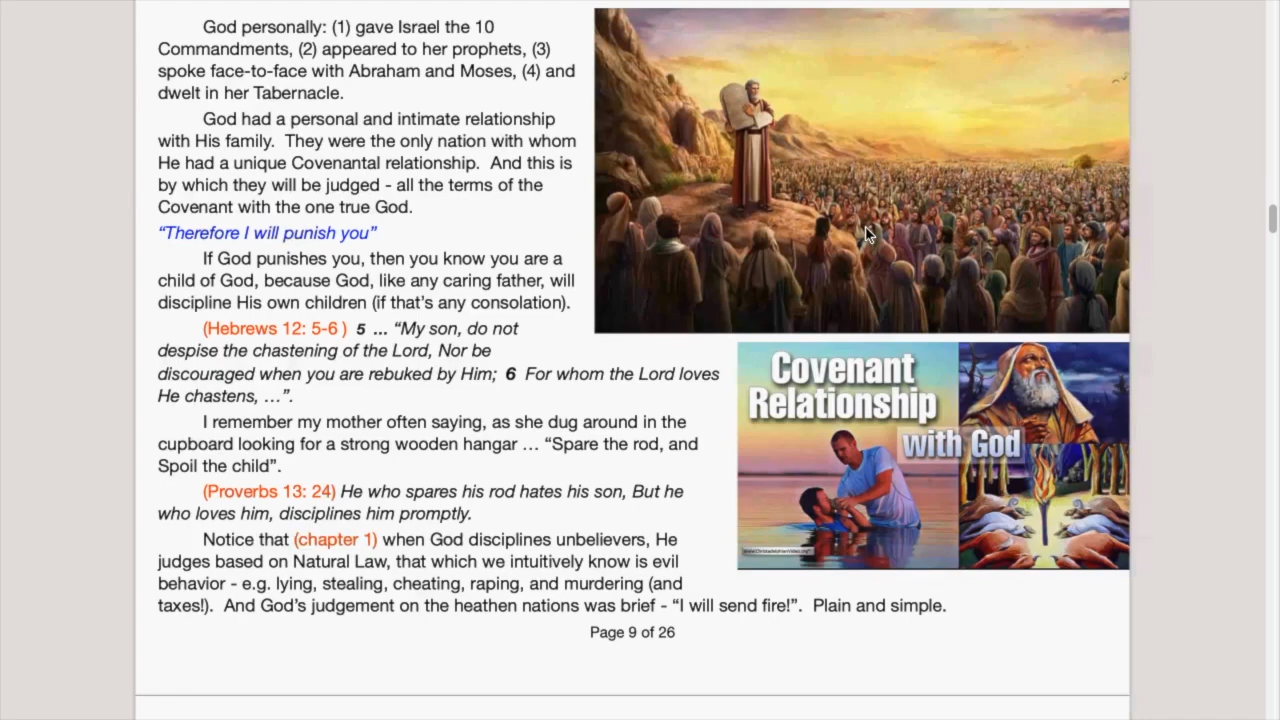 God personally: (1) gave Israel the 10
Commandments, (2) appeared to her prophets, (3)
spoke face-to-face with Abraham and Moses, (4) and
dwelt in her Tabernacle.
God had a personal and intimate relationship
with His family.  They were the only nation with whom
He had a unique Covenantal relationship.  And this is
by which they will be judged - all the terms of the
Covenant with the one true God.
“Therefore I will punish you”
If God punishes you, then you know you are a
child of God, because God, like any caring father, will
discipline His own children (if that’s any consolation).
(Hebrews 12: 5-6 )  5  ... “My son, do not
despise the chastening of the Lord, Nor be
discouraged when you are rebuked by Him;  6  For whom the Lord loves
He chastens, …”.
I remember my mother often saying, as she dug around in the
cupboard looking for a strong wooden hangar … “Spare the rod, and
Spoil the child”.
(Proverbs 13: 24) He who spares his rod hates his son, But he
who loves him, disciplines him promptly.
Notice that (chapter 1) when God disciplines unbelievers, He
judges based on Natural Law, that which we intuitively know is evil
behavior - e.g. lying, stealing, cheating, raping, and murdering (and
taxes!).  And God’s judgement on the heathen nations was brief - “I will send fire!”.  Plain and simple.
Page 9 of 26
Covenant
Relationship
with God